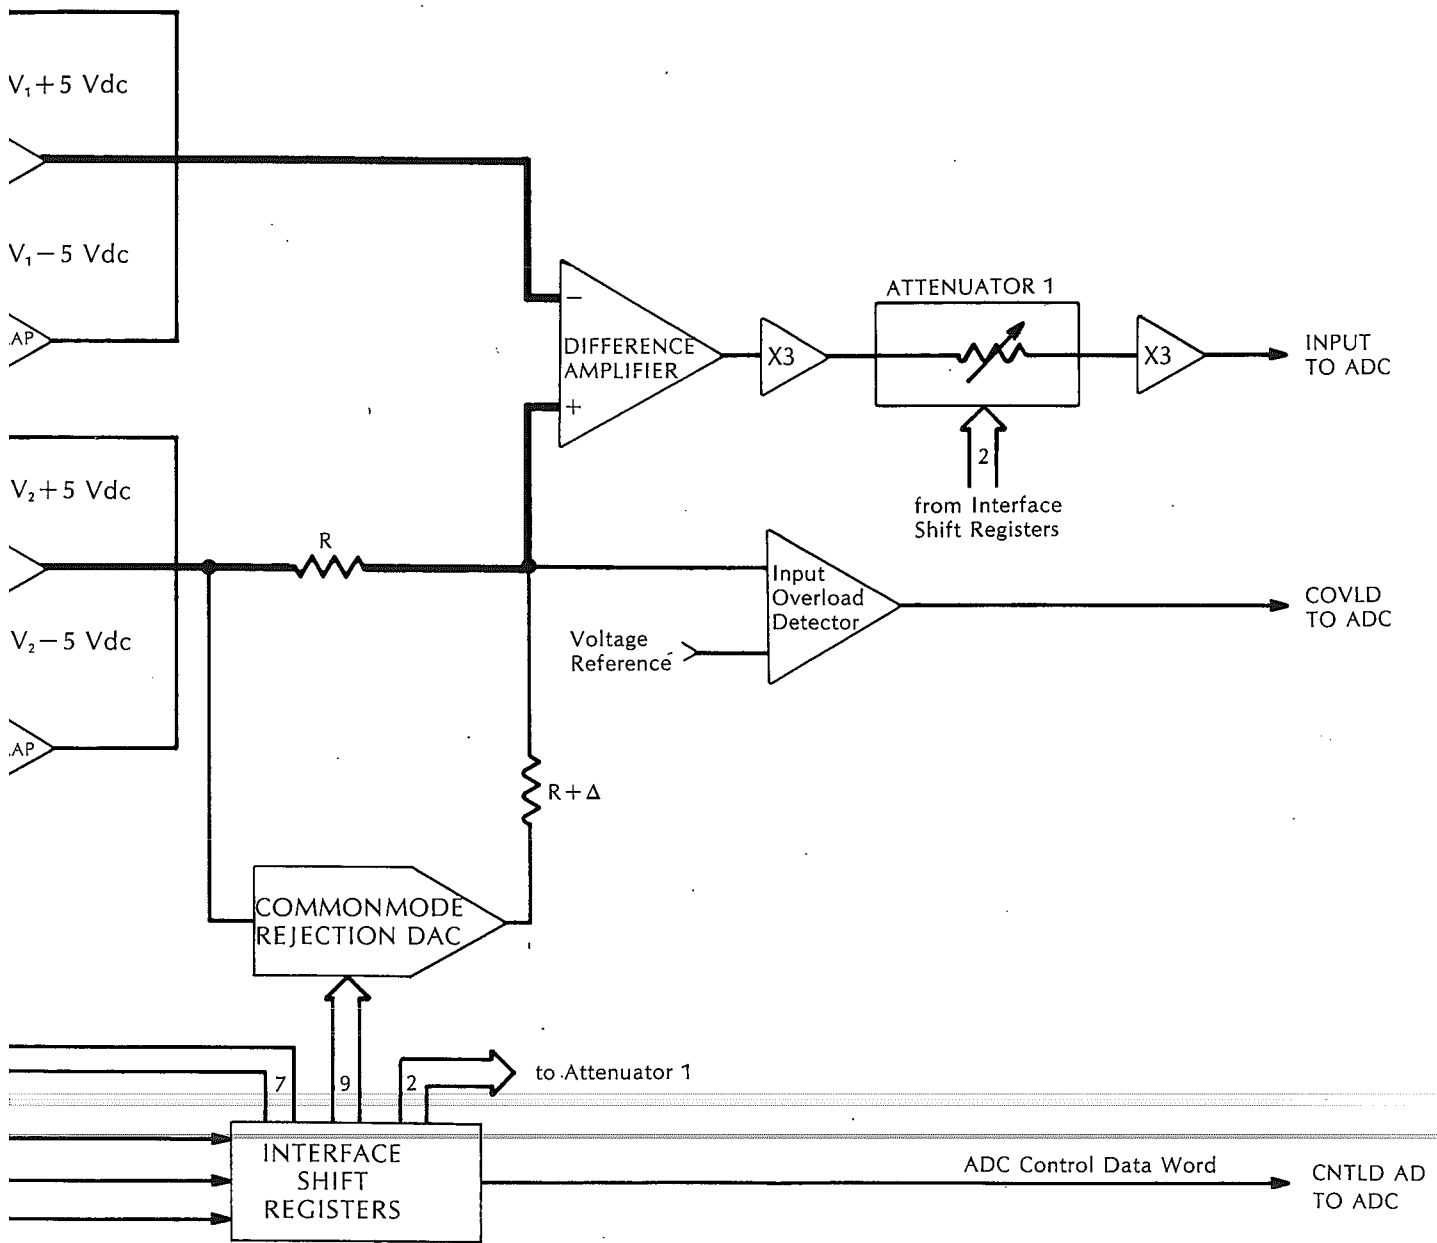 V₁+5 Vdc
V₁−5 Vdc
AP
−
DIFFERENCE
AMPLIFIER
+
X3
ATTENUATOR 1
X3
INPUT
TO ADC
2
from Interface
Shift Registers
V₂+5 Vdc
R
V₂−5 Vdc
AP
Input
Overload
Detector
Voltage
Reference
COVLD
TO ADC
R+Δ
COMMONMODE
REJECTION DAC
7
9
2
to Attenuator 1
INTERFACE
SHIFT
REGISTERS
ADC Control Data Word
CNTLD AD
TO ADC